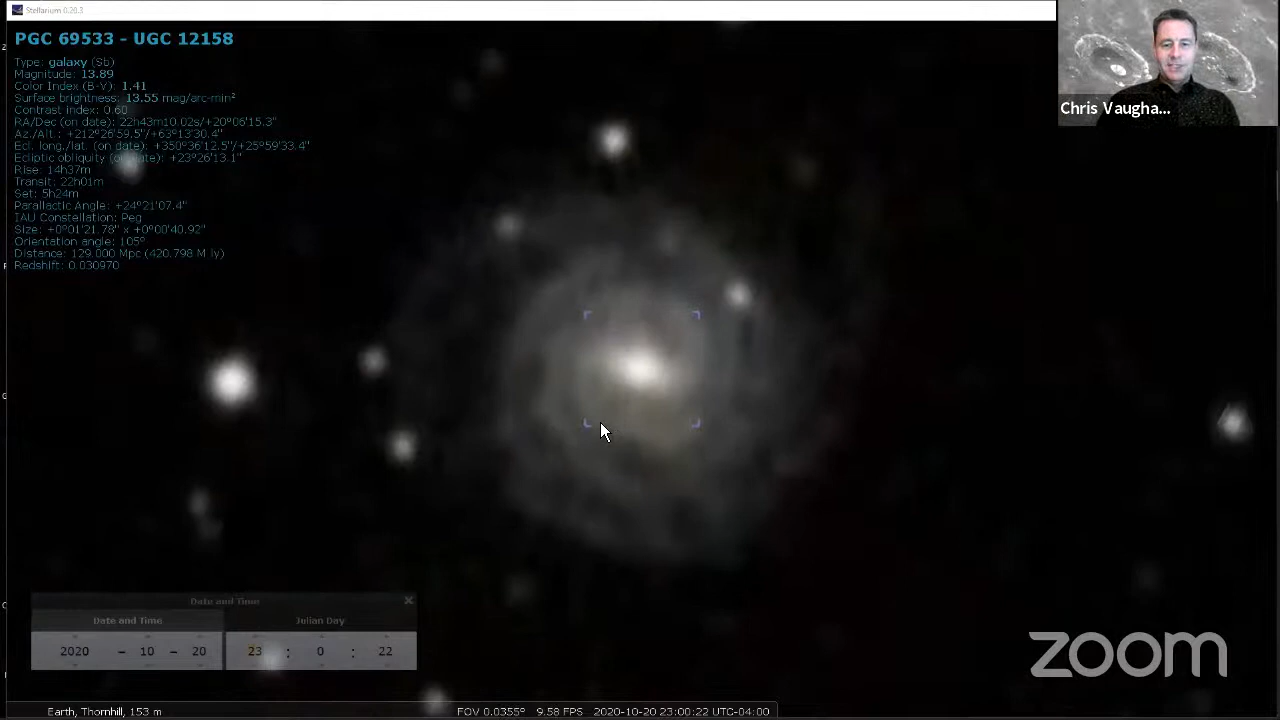 Stellarium 0.20.3
PGC 69533 - UGC 12158
Type: galaxy (Sb)
Magnitude: 13.89
Color Index (B-V): 1.41
Surface brightness: 13.55 mag/arc-min²
Contrast index: 0.60
RA/Dec (on date): 22h43m10.02s/+20°06'15.3"
Az./Alt.: +212°26'59.5"/+63°13'30.4"
Ecl. long./lat. (on date): +350°36'12.5"/+25°59'33.4"
Ecliptic obliquity (on date): +23°26'13.1"
Rise: 14h37m
Transit: 22h01m
Set: 5h24m
Parallactic Angle: +24°21'07.4"
IAU Constellation: Peg
Size: +0°01'21.78" x +0°00'40.92"
Orientation angle: 105°
Distance: 129.000 Mpc (420.798 M ly)
Redshift: 0.030970
Chris Vaugha...
Date and Time
Date and Time Julian Day
2020 - 10 - 20 23 : 0 : 22
zoom
Earth, Thornhill, 153 m FOV 0.0355° 9.58 FPS 2020-10-20 23:00:22 UTC-04:00